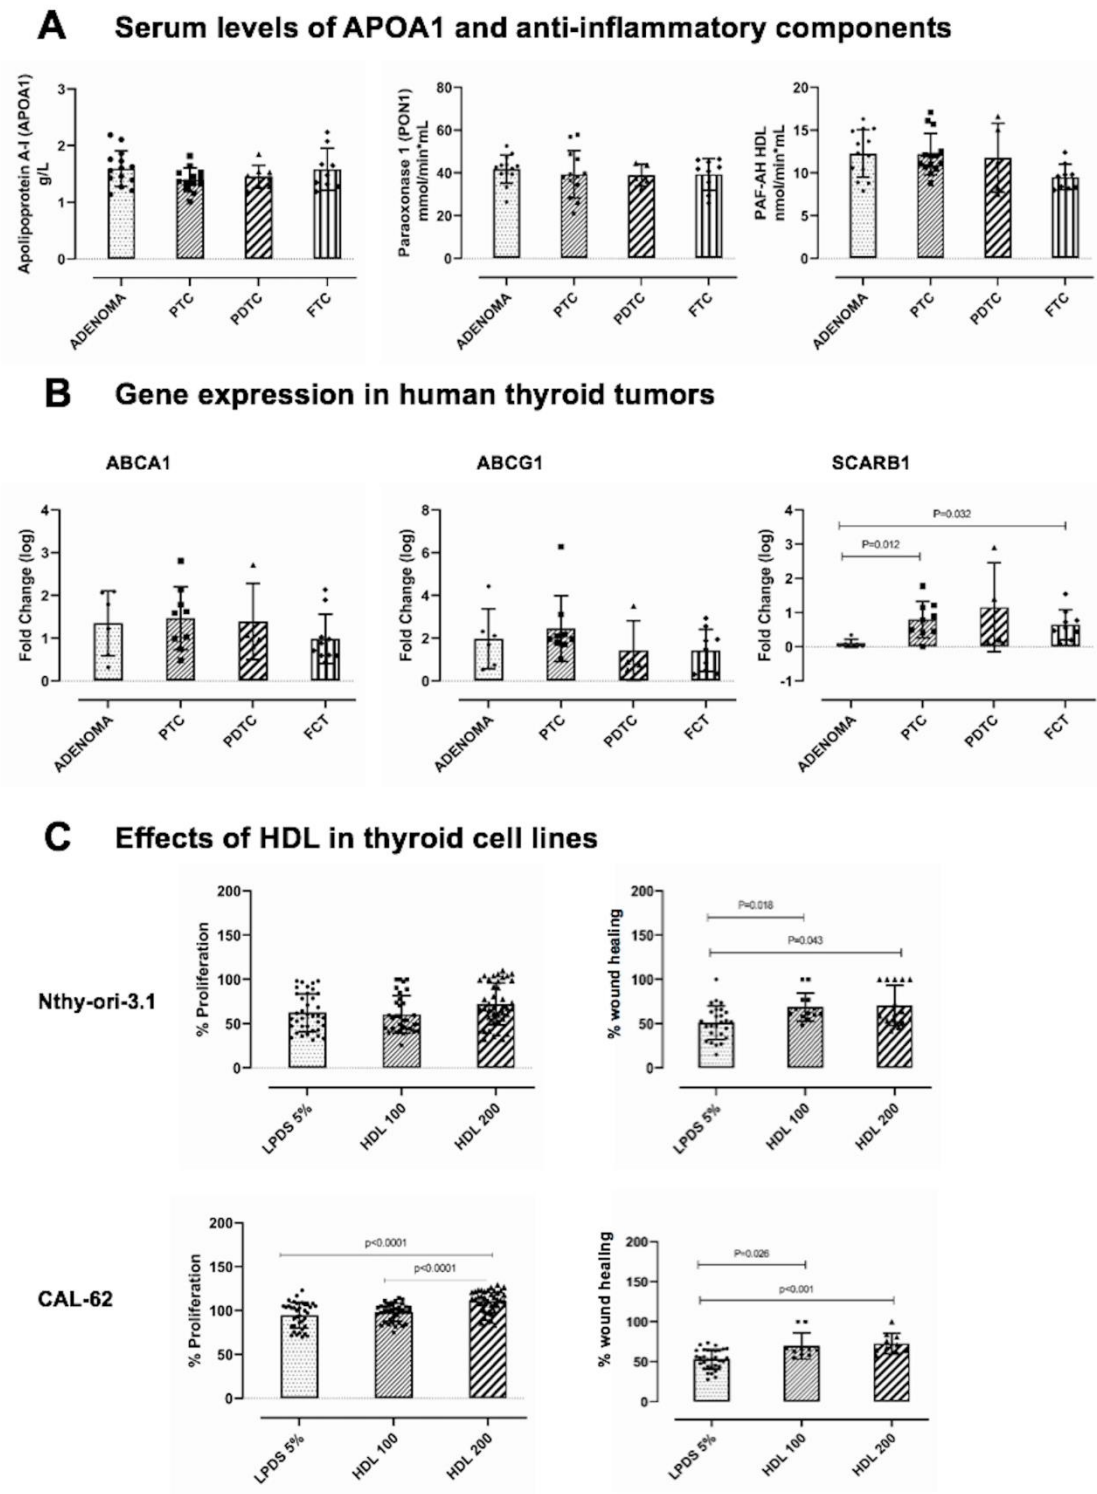 A Serum levels of APOA1 and anti-inflammatory components
Apolipoprotein A-I (APOA1)
g/L
3
2
1
0
ADENOMA
PTC
PDTC
FTC
Paraoxonase 1 (PON1)
mmol/min*mL
80
60
40
20
0
ADENOMA
PTC
PDTC
FTC
PAF-AH HDL
nmol/min*mL
20
15
10
5
0
ADENOMA
PTC
PDTC
FTC
B Gene expression in human thyroid tumors
ABCA1
Fold Change (log)
4
3
2
1
0
ADENOMA
PTC
PDTC
FCT
ABCG1
Fold Change (log)
8
6
4
2
0
ADENOMA
PTC
PDTC
FCT
SCARB1
Fold Change (log)
4
3
2
1
0
-1
P=0.032
P=0.012
ADENOMA
PTC
PDTC
FCT
C Effects of HDL in thyroid cell lines
Nthy-ori-3.1
% Proliferation
200
150
100
50
0
LPDS 5%
HDL 100
HDL 200
% wound healing
200
150
100
50
0
P=0.018
P=0.043
LPDS 5%
HDL 100
HDL 200
CAL-62
% Proliferation
200
150
100
50
0
p<0.0001
p<0.0001
LPDS 5%
HDL 100
HDL 200
% wound healing
200
150
100
50
0
P=0.026
p<0.001
LPDS 5%
HDL 100
HDL 200